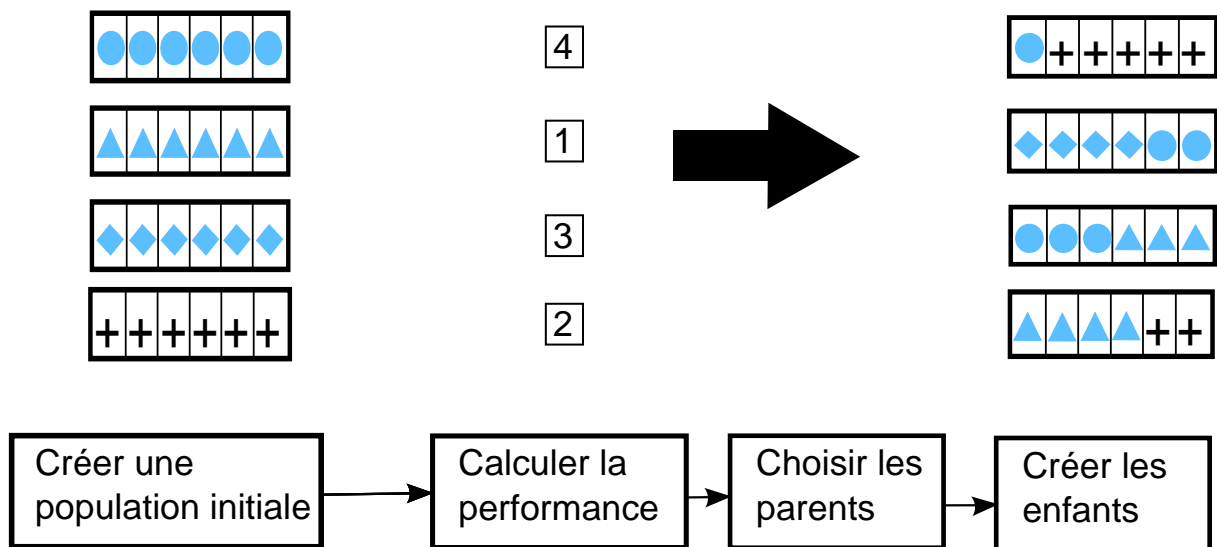 4
1
3
2
Créer une
population initiale
Calculer la
performance
Choisir les
parents
Créer les
enfants